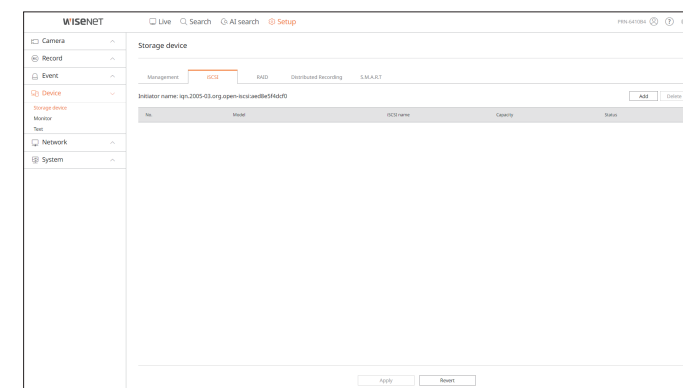 WISENET
Live Search AI search Setup
PRN-6410B4
Camera
Storage device
Record
Event
Management iSCSI RAID Distributed Recording S.M.A.R.T
Device
Initiator name: iqn.2005-03.org.open-iscsi:aed8e5f4dcf0
Add Delete
Storage device
Monitor
Text
No. Model iSCSI name Capacity Status
Network
System
Apply Revert